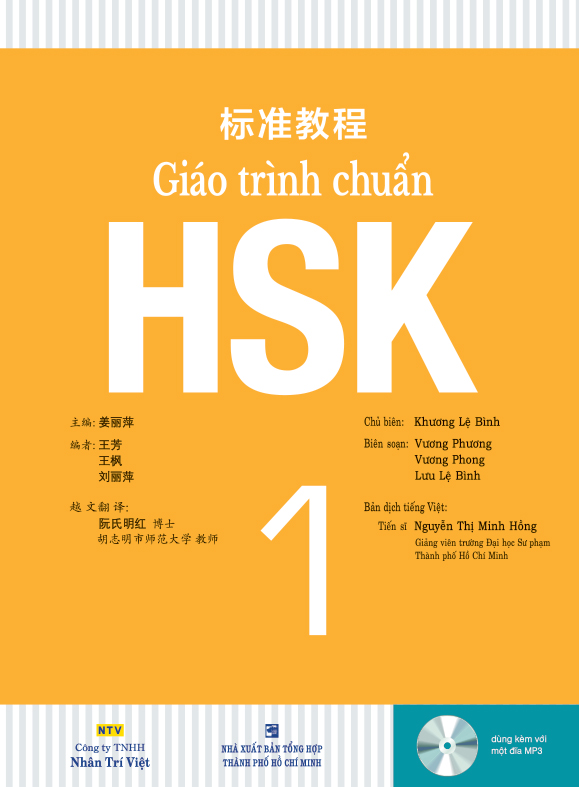 标准教程
Giáo trình chuẩn
HSK
1
主编: 姜丽萍
编者: 王芳
王枫
刘丽萍
越文翻译:
阮氏明红 博士
胡志明市师范大学 教师
Chủ biên: Khương Lệ Bình
Biên soạn: Vương Phương
Vương Phong
Lưu Lệ Bình
Bản dịch tiếng Việt:
Tiến sĩ Nguyễn Thị Minh Hồng
Giảng viên trường Đại học Sư phạm
Thành phố Hồ Chí Minh
NTV
Công ty TNHH
Nhân Trí Việt
NHÀ XUẤT BẢN TỔNG HỢP
THÀNH PHỐ HỒ CHÍ MINH
dùng kèm với
một đĩa MP3